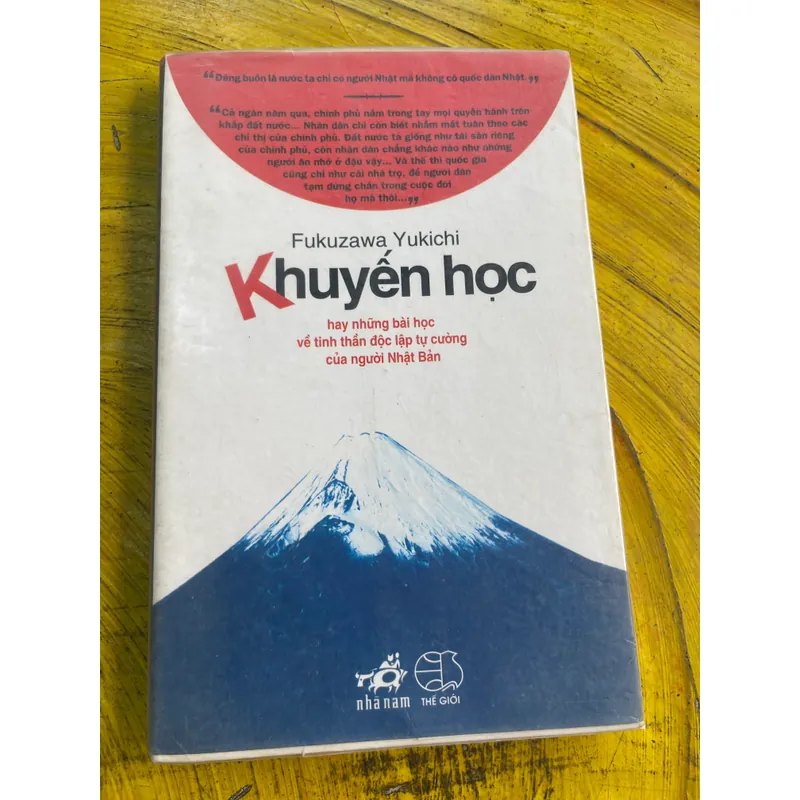 “Đáng buồn là nước ta chỉ có người Nhật mà không có quốc dân Nhật.”
“Cả ngàn năm qua, chính phủ nắm trong tay mọi quyền hành trên
khắp đất nước... Nhân dân chỉ còn biết nhắm mắt tuân theo các
chỉ thị của chính phủ. Đất nước ta giống như tài sản riêng
của chính phủ, còn nhân dân chẳng khác nào như những
người ăn nhờ ở đậu vậy... Và thế thì quốc gia
cũng chỉ như cái nhà trọ, để người dân
tạm dừng chân trong cuộc đời
họ mà thôi...”
Fukuzawa Yukichi
Khuyến học
hay những bài học
về tinh thần độc lập tự cường
của người Nhật Bản
nhã nam
THẾ GIỚI